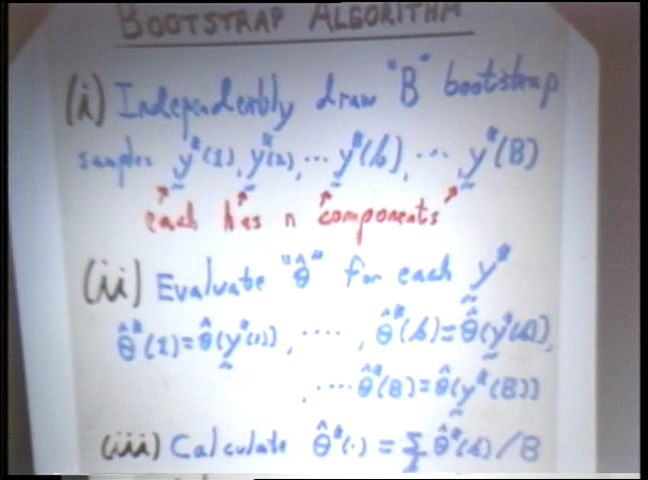 BOOTSTRAP ALGORITHM
(i) Independently draw "B" bootstrap
samples y*(1), y*(2), ... y*(b), ..., y*(B)
each has n components
(ii) Evaluate "θ̂" for each y*
θ̂*(1)=θ̂(y*(1)), ...., θ̂*(b)=θ̂(y*(b)),
....θ̂*(B)=θ̂(y*(B))
(iii) Calculate θ̂*(.) = Σ θ̂*(b)/B